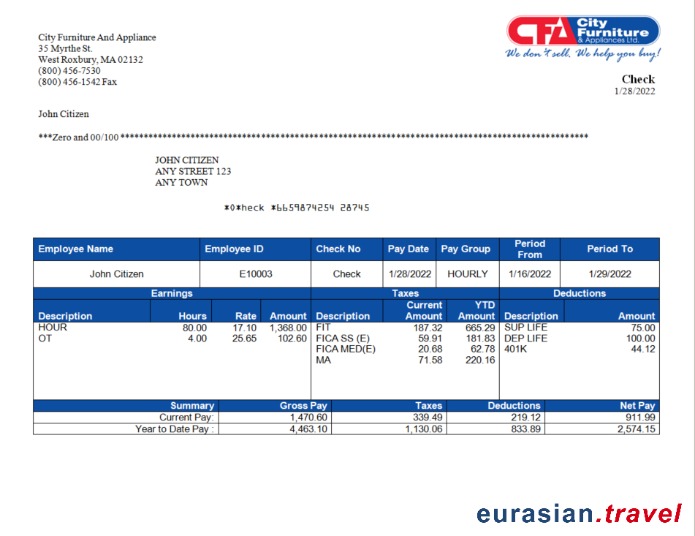 City Furniture And Appliance
35 Myrthe St.
West Roxbury, MA 02132
(800) 456-7530
(800) 456-1542 Fax
CFA City Furniture & Appliances Ltd.
We don't sell. We help you buy!
Check
1/28/2022
John Citizen
***Zero and 00/100 ****************************************************************************************************
JOHN CITIZEN
ANY STREET 123
ANY TOWN
*0*heck *6659874254 28745
Employee Name Employee ID Check No Pay Date Pay Group Period From Period To
John Citizen E10003 Check 1/28/2022 HOURLY 1/16/2022 1/29/2022
Earnings Taxes Deductions
Description Hours Rate Amount Description Current Amount YTD Amount Description Amount
HOUR 80.00 17.10 1,368.00 FIT 187.32 665.29 SUP LIFE 75.00
OT 4.00 25.65 102.60 FICA SS (E) 59.91 181.83 DEP LIFE 100.00
FICA MED(E) 20.68 62.78 401K 44.12
MA 71.58 220.16
Summary Gross Pay Taxes Deductions Net Pay
Current Pay: 1,470.60 339.49 219.12 911.99
Year to Date Pay : 4,463.10 1,130.06 833.89 2,574.15
eurasian.travel